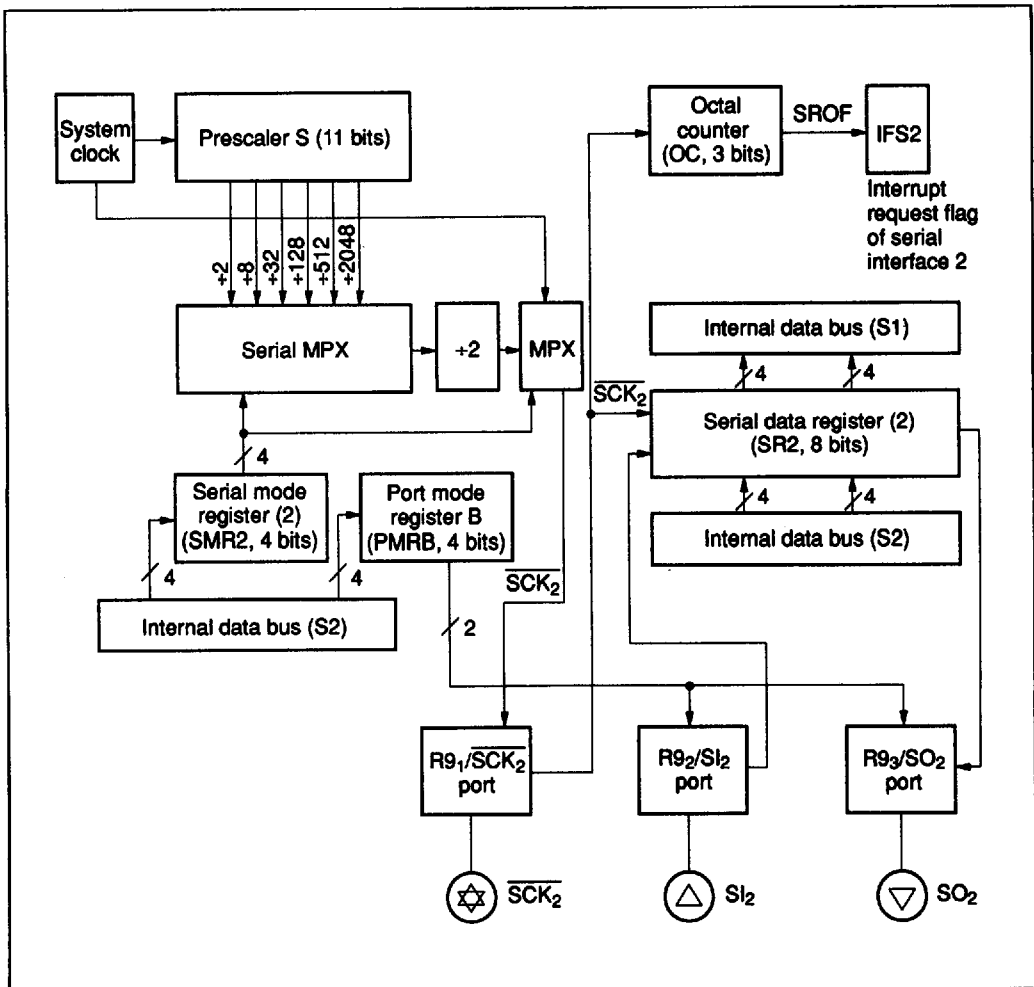 System
clock
Prescaler S (11 bits)
Octal
counter
(OC, 3 bits)
SROF
IFS2
Interrupt
request flag
of serial
interface 2
÷2
÷8
÷32
÷128
÷512
÷2048
Serial MPX
÷2
MPX
Internal data bus (S1)
4
4
SCK₂
Serial data register (2)
(SR2, 8 bits)
4
4
Internal data bus (S2)
4
Serial mode
register (2)
(SMR2, 4 bits)
Port mode
register B
(PMRB, 4 bits)
4
4
Internal data bus (S2)
SCK₂
2
R9₁/SCK₂
port
R9₂/SI₂
port
R9₃/SO₂
port
SCK₂
SI₂
SO₂